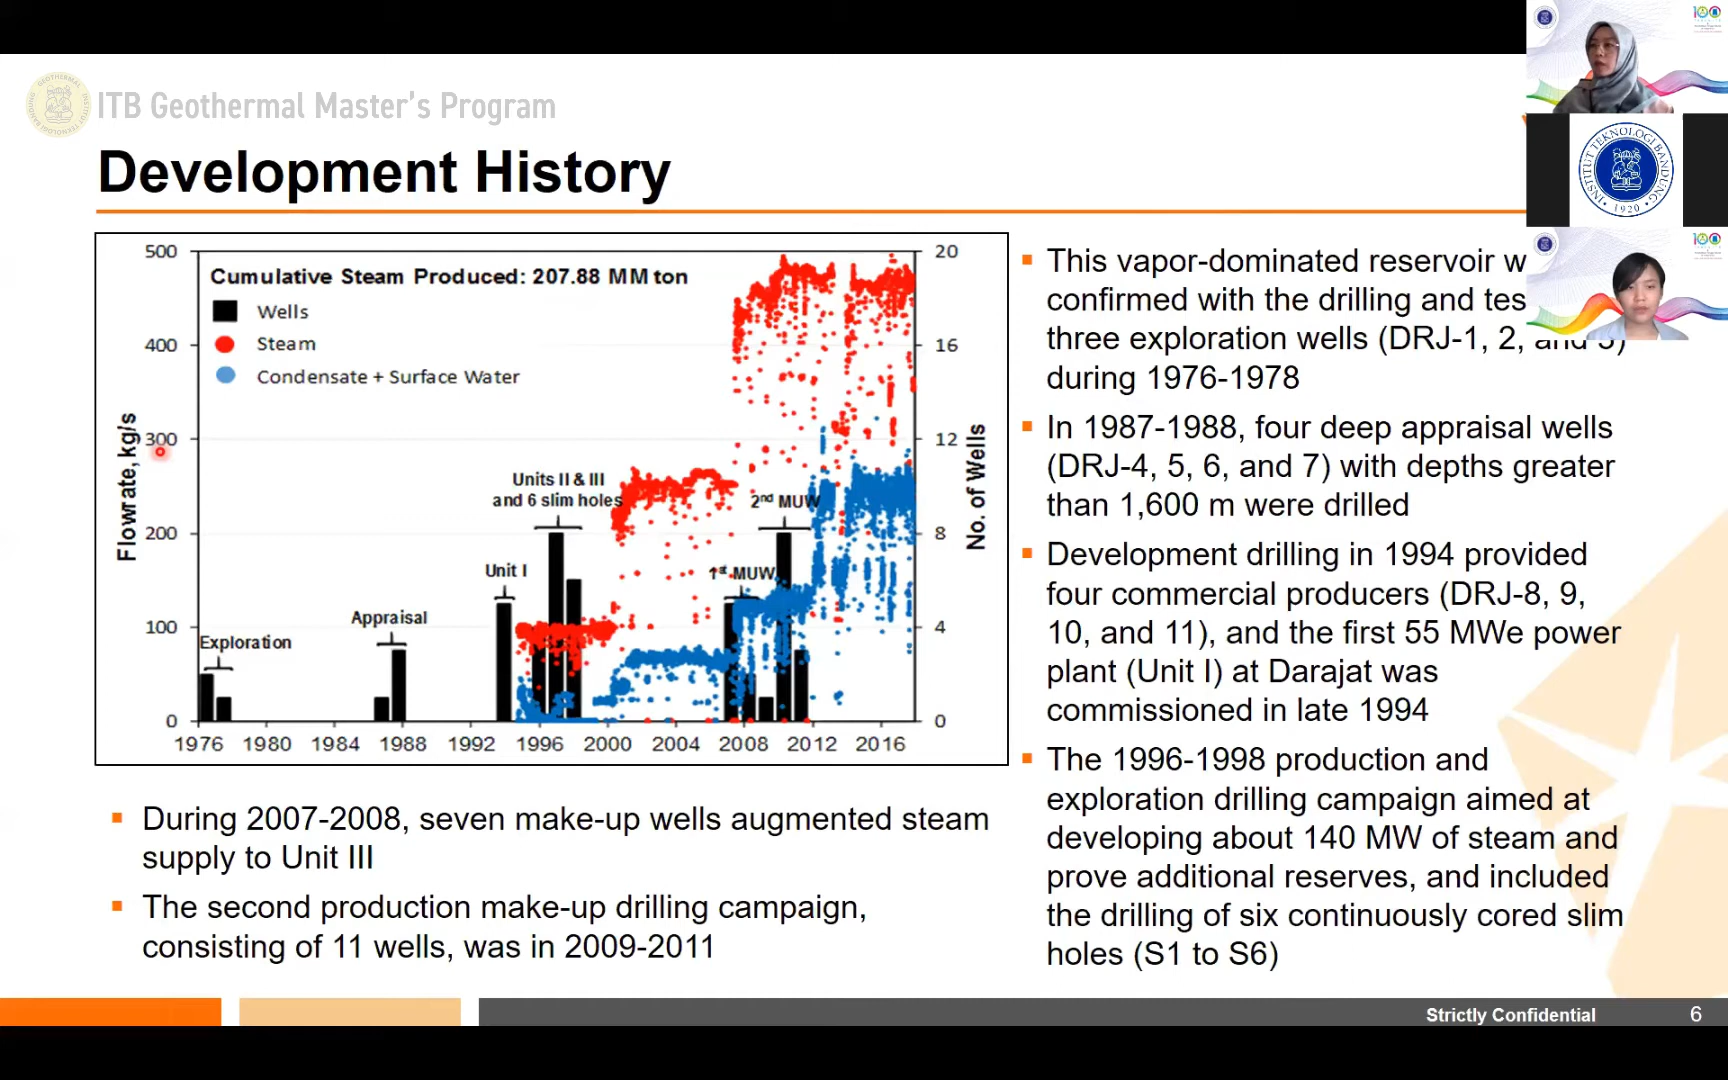 ITB Geothermal Master's Program
Development History
Cumulative Steam Produced: 207.88 MM ton
Wells
Steam
Condensate + Surface Water
Flowrate, kg/s
No. of Wells
500
400
300
200
100
0
20
16
12
8
4
0
Exploration
Appraisal
Unit I
Units II & III
and 6 slim holes
1st MUW
2nd MUW
1976 1980 1984 1988 1992 1996 2000 2004 2008 2012 2016
▪ During 2007-2008, seven make-up wells augmented steam
supply to Unit III
▪ The second production make-up drilling campaign,
consisting of 11 wells, was in 2009-2011
▪ This vapor-dominated reservoir w
confirmed with the drilling and tes
three exploration wells (DRJ-1, 2, and 3)
during 1976-1978
▪ In 1987-1988, four deep appraisal wells
(DRJ-4, 5, 6, and 7) with depths greater
than 1,600 m were drilled
▪ Development drilling in 1994 provided
four commercial producers (DRJ-8, 9,
10, and 11), and the first 55 MWe power
plant (Unit I) at Darajat was
commissioned in late 1994
▪ The 1996-1998 production and
exploration drilling campaign aimed at
developing about 140 MW of steam and
prove additional reserves, and included
the drilling of six continuously cored slim
holes (S1 to S6)
INSTITUT TEKNOLOGI BANDUNG
1920
100
100
Strictly Confidential
6